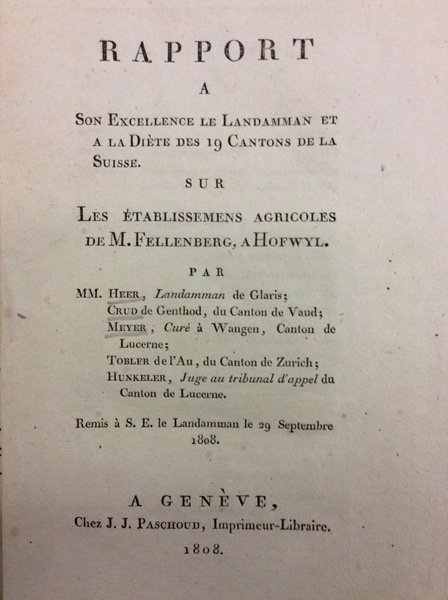 RAPPORT
A
SON EXCELLENCE LE LANDAMMAN ET
A LA DIÈTE DES 19 CANTONS DE LA
SUISSE.
SUR
LES ÉTABLISSEMENS AGRICOLES
DE M. FELLENBERG, A HOFWYL.
PAR
MM. HEER, Landamman de Glaris;
CRUD de Genthod, du Canton de Vaud;
MEYER, Curé à Wangen, Canton de
Lucerne;
TOBLER de l'Au, du Canton de Zurich;
HUNKELER, Juge au tribunal d'appel du
Canton de Lucerne.
Remis à S. E. le Landamman le 29 Septembre
1808.
A GENÈVE,
Chez J. J. PASCHOUD, Imprimeur-Libraire.
1808.